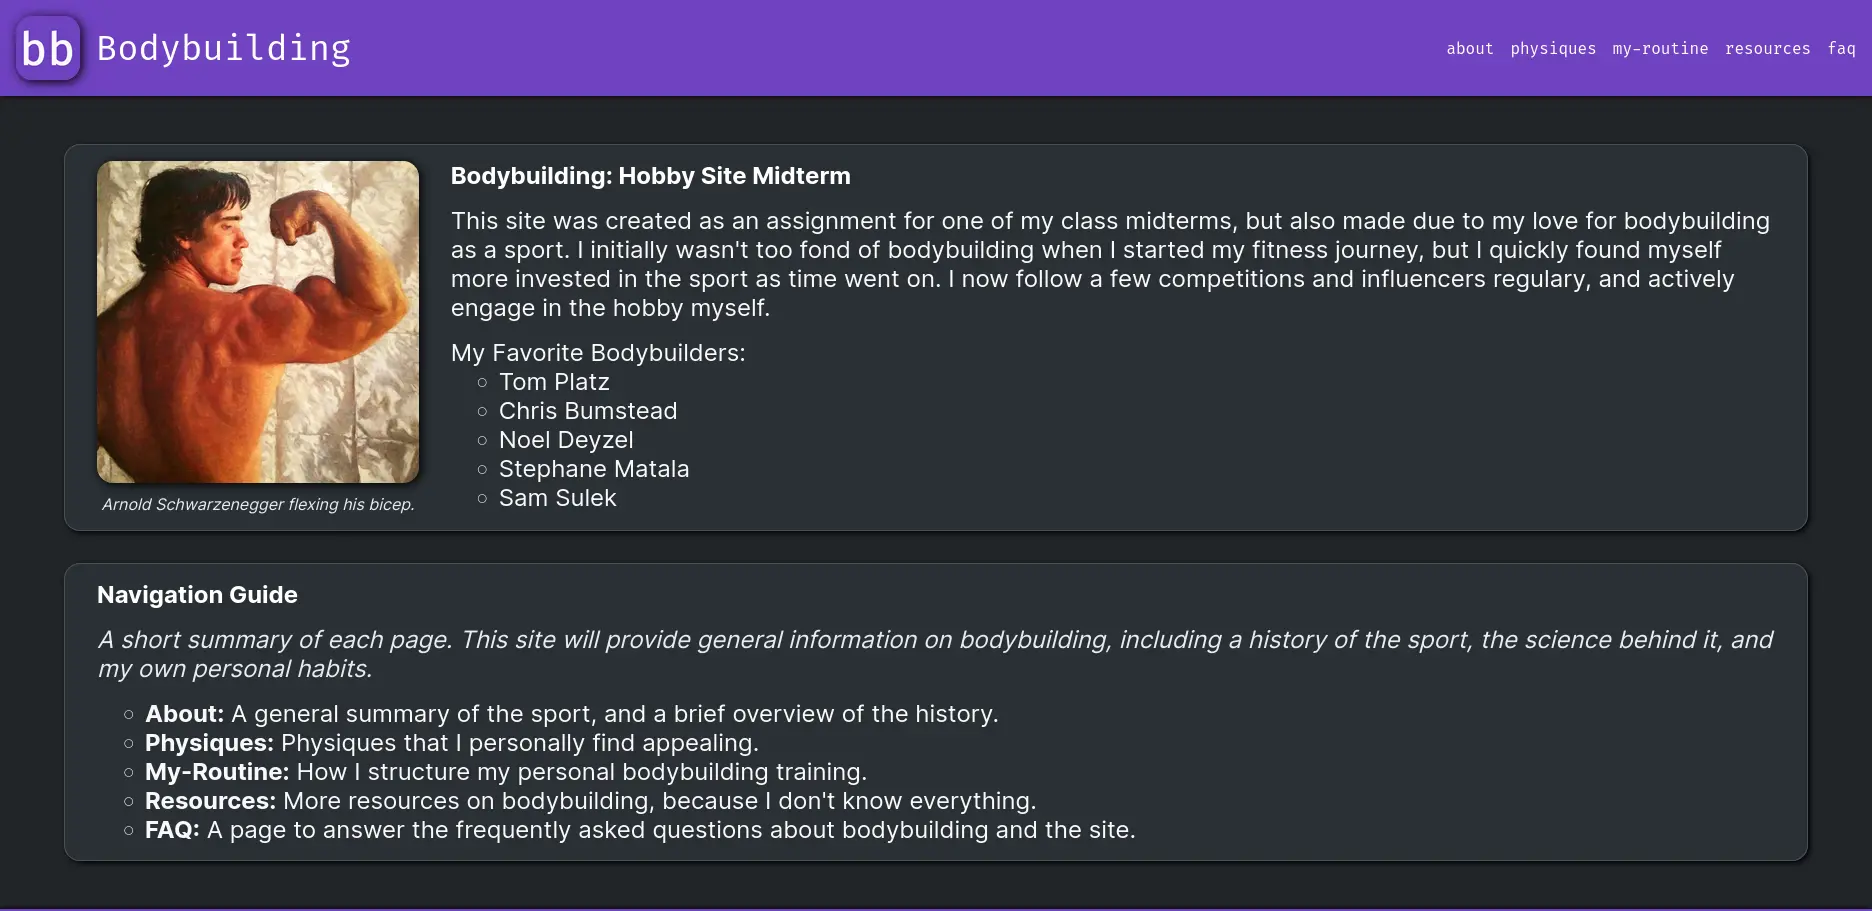 bb Bodybuilding
about physiques my-routine resources faq
Bodybuilding: Hobby Site Midterm
This site was created as an assignment for one of my class midterms, but also made due to my love for bodybuilding
as a sport. I initially wasn't too fond of bodybuilding when I started my fitness journey, but I quickly found myself
more invested in the sport as time went on. I now follow a few competitions and influencers regulary, and actively
engage in the hobby myself.
My Favorite Bodybuilders:
Tom Platz
Chris Bumstead
Noel Deyzel
Stephane Matala
Sam Sulek
Arnold Schwarzenegger flexing his bicep.
Navigation Guide
A short summary of each page. This site will provide general information on bodybuilding, including a history of the sport, the science behind it, and
my own personal habits.
About: A general summary of the sport, and a brief overview of the history.
Physiques: Physiques that I personally find appealing.
My-Routine: How I structure my personal bodybuilding training.
Resources: More resources on bodybuilding, because I don't know everything.
FAQ: A page to answer the frequently asked questions about bodybuilding and the site.